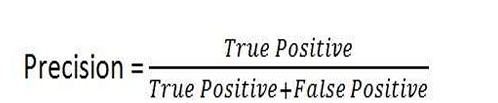 True Positive
Precision =
True Positive+False Positive